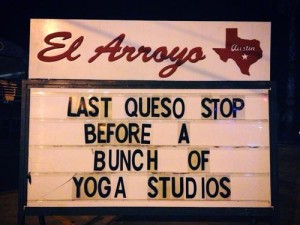 El Arroyo
Austin
LAST QUESO STOP
BEFORE A
BUNCH OF
YOGA STUDIOS